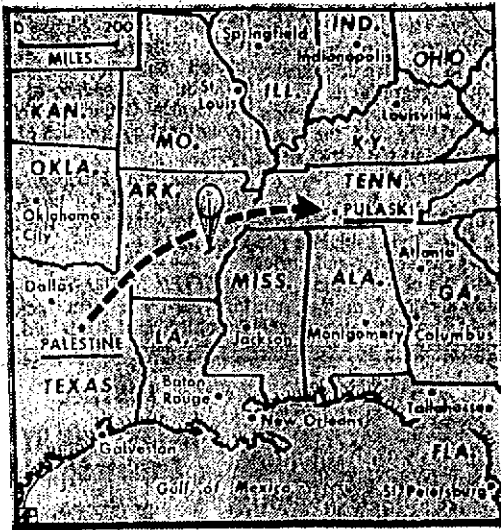 0 200
MILES
IND.
OHIO
Springfield
Indianapolis
KAN.
St. Louis
ILL.
Louisville
MO.
KY.
OKLA.
ARK.
TENN.
Oklahoma City
PULASKI
Atlanta
Dallas
MISS.
ALA.
GA.
PALESTINE
LA.
Jackson
Montgomery
Columbus
TEXAS
Baton Rouge
Tallahassee
New Orleans
Galveston
FLA.
Gulf of Mexico
St Petersburg